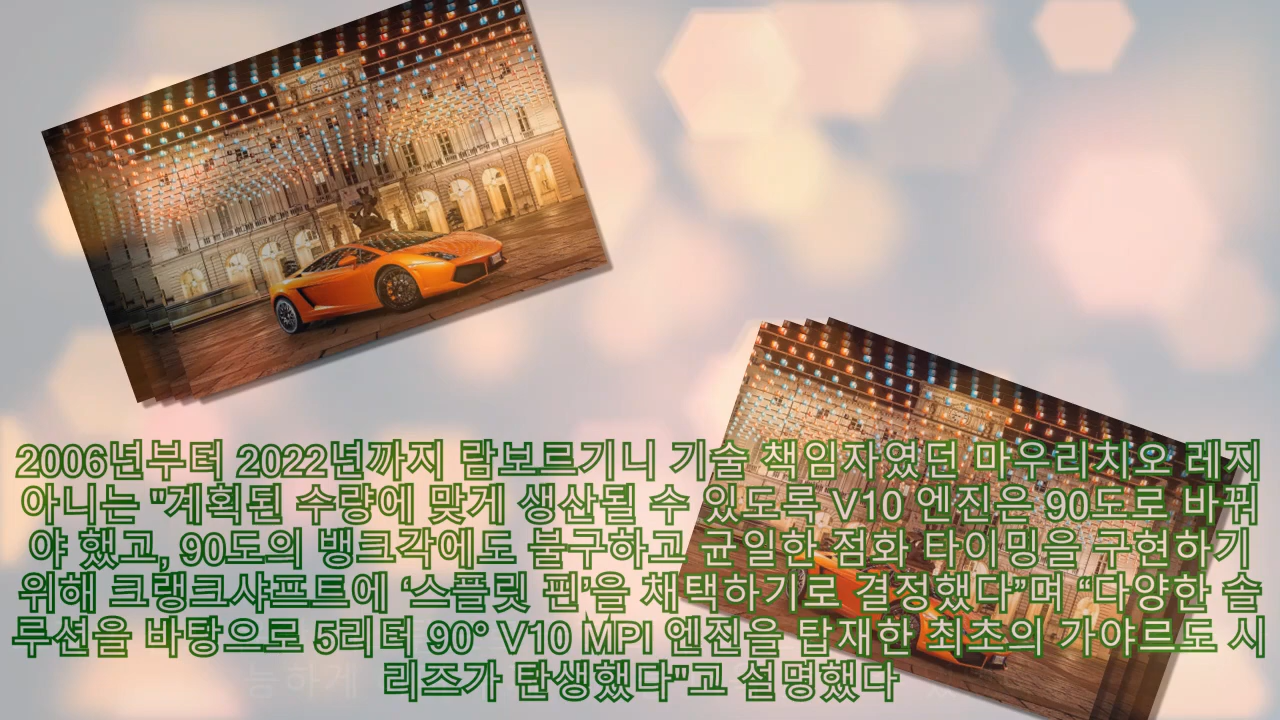 2006년부터 2022년까지 람보르기니 기술 책임자였던 마우리치오 레지
아니는 "계획된 수량에 맞게 생산될 수 있도록 V10 엔진은 90도로 바꿔
야 했고, 90도의 뱅크각에도 불구하고 균일한 점화 타이밍을 구현하기
위해 크랭크샤프트에 ‘스플릿 핀’을 채택하기로 결정했다”며 “다양한 솔
루션을 바탕으로 5리터 90° V10 MPI 엔진을 탑재한 최초의 가야르도 시
리즈가 탄생했다"고 설명했다
능하게